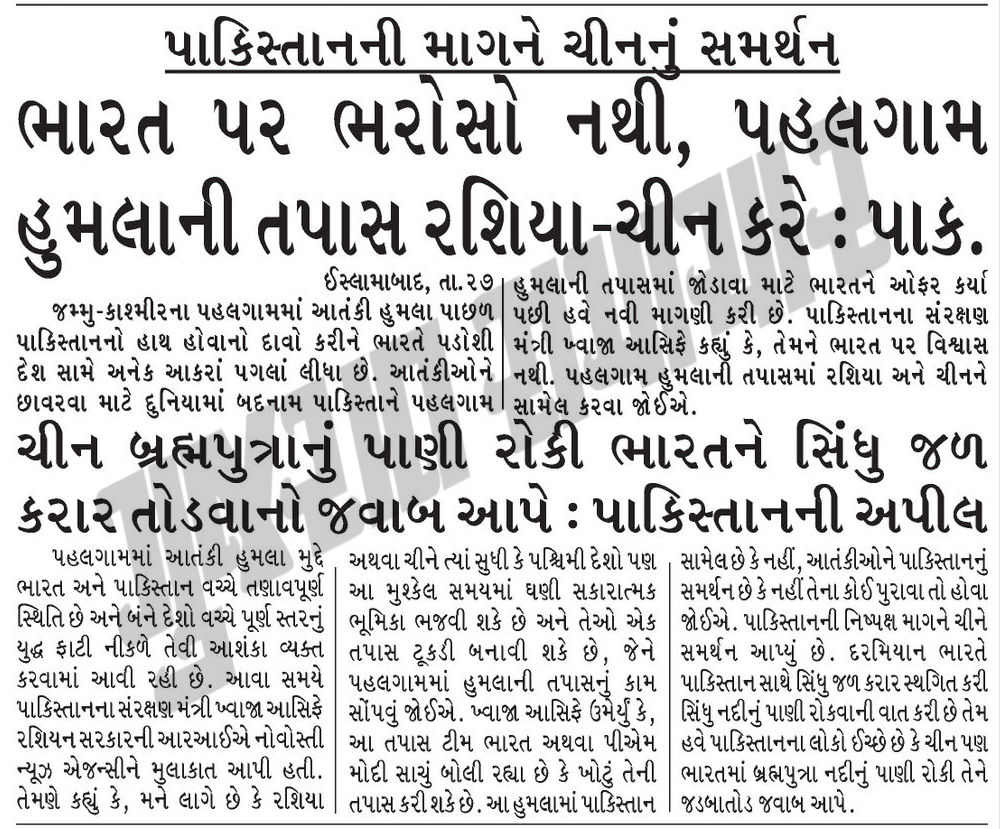 પાકિસ્તાનની માગને ચીનનું સમર્થન
ભારત પર ભરોસો નથી, પહલગામ
હુમલાની તપાસ રશિયા-ચીન કરે : પાક.
ઈસ્લામાબાદ, તા.૨૭
જમ્મુ-કાશ્મીરના પહલગામમાં આતંકી હુમલા પાછળ
પાકિસ્તાનનો હાથ હોવાનો દાવો કરીને ભારતે પડોશી
દેશ સામે અનેક આકરાં પગલાં લીધા છે. આતંકીઓને
છાવરવા માટે દુનિયામાં બદનામ પાકિસ્તાને પહલગામ
હુમલાની તપાસમાં જોડાવા માટે ભારતને ઓફર કર્યા
પછી હવે નવી માગણી કરી છે. પાકિસ્તાનના સંરક્ષણ
મંત્રી ખ્વાજા આસિફે કહ્યું કે, તેમને ભારત પર વિશ્વાસ
નથી. પહલગામ હુમલાની તપાસમાં રશિયા અને ચીનને
સામેલ કરવા જોઈએ.
ચીન બ્રહ્મપુત્રાનું પાણી રોકી ભારતને સિંધુ જળ
કરાર તોડવાનો જવાબ આપે : પાકિસ્તાનની અપીલ
પહલગામમાં આતંકી હુમલા મુદ્દે
ભારત અને પાકિસ્તાન વચ્ચે તણાવપૂર્ણ
સ્થિતિ છે અને બંને દેશો વચ્ચે પૂર્ણ સ્તરનું
યુદ્ધ ફાટી નીકળે તેવી આશંકા વ્યક્ત
કરવામાં આવી રહી છે. આવા સમયે
પાકિસ્તાનના સંરક્ષણ મંત્રી ખ્વાજા આસિફે
રશિયન સરકારની આરઆઈએ નોવોસ્તી
ન્યૂઝ એજન્સીને મુલાકાત આપી હતી.
તેમણે કહ્યું કે, મને લાગે છે કે રશિયા
અથવા ચીને ત્યાં સુધી કે પશ્ચિમી દેશો પણ
આ મુશ્કેલ સમયમાં ઘણી સકારાત્મક
ભૂમિકા ભજવી શકે છે અને તેઓ એક
તપાસ ટૂકડી બનાવી શકે છે, જેને
પહલગામમાં હુમલાની તપાસનું કામ
સોંપવું જોઈએ. ખ્વાજા આસિફે ઉમેર્યું કે,
આ તપાસ ટીમ ભારત અથવા પીએમ
મોદી સાચું બોલી રહ્યા છે કે ખોટું તેની
તપાસ કરી શકે છે. આ હુમલામાં પાકિસ્તાન
સામેલ છે કે નહીં, આતંકીઓને પાકિસ્તાનનું
સમર્થન છે કે નહીં તેના કોઈ પુરાવા તો હોવા
જોઈએ. પાકિસ્તાનની નિષ્પક્ષ માગને ચીને
સમર્થન આપ્યું છે. દરમિયાન ભારતે
પાકિસ્તાન સાથે સિંધુ જળ કરાર સ્થગિત કરી
સિંધુ નદીનું પાણી રોકવાની વાત કરી છે તેમ
હવે પાકિસ્તાનના લોકો ઈચ્છે છે કે ચીન પણ
ભારતમાં બ્રહ્મપુત્રા નદીનું પાણી રોકી તેને
જડબાતોડ જવાબ આપે.